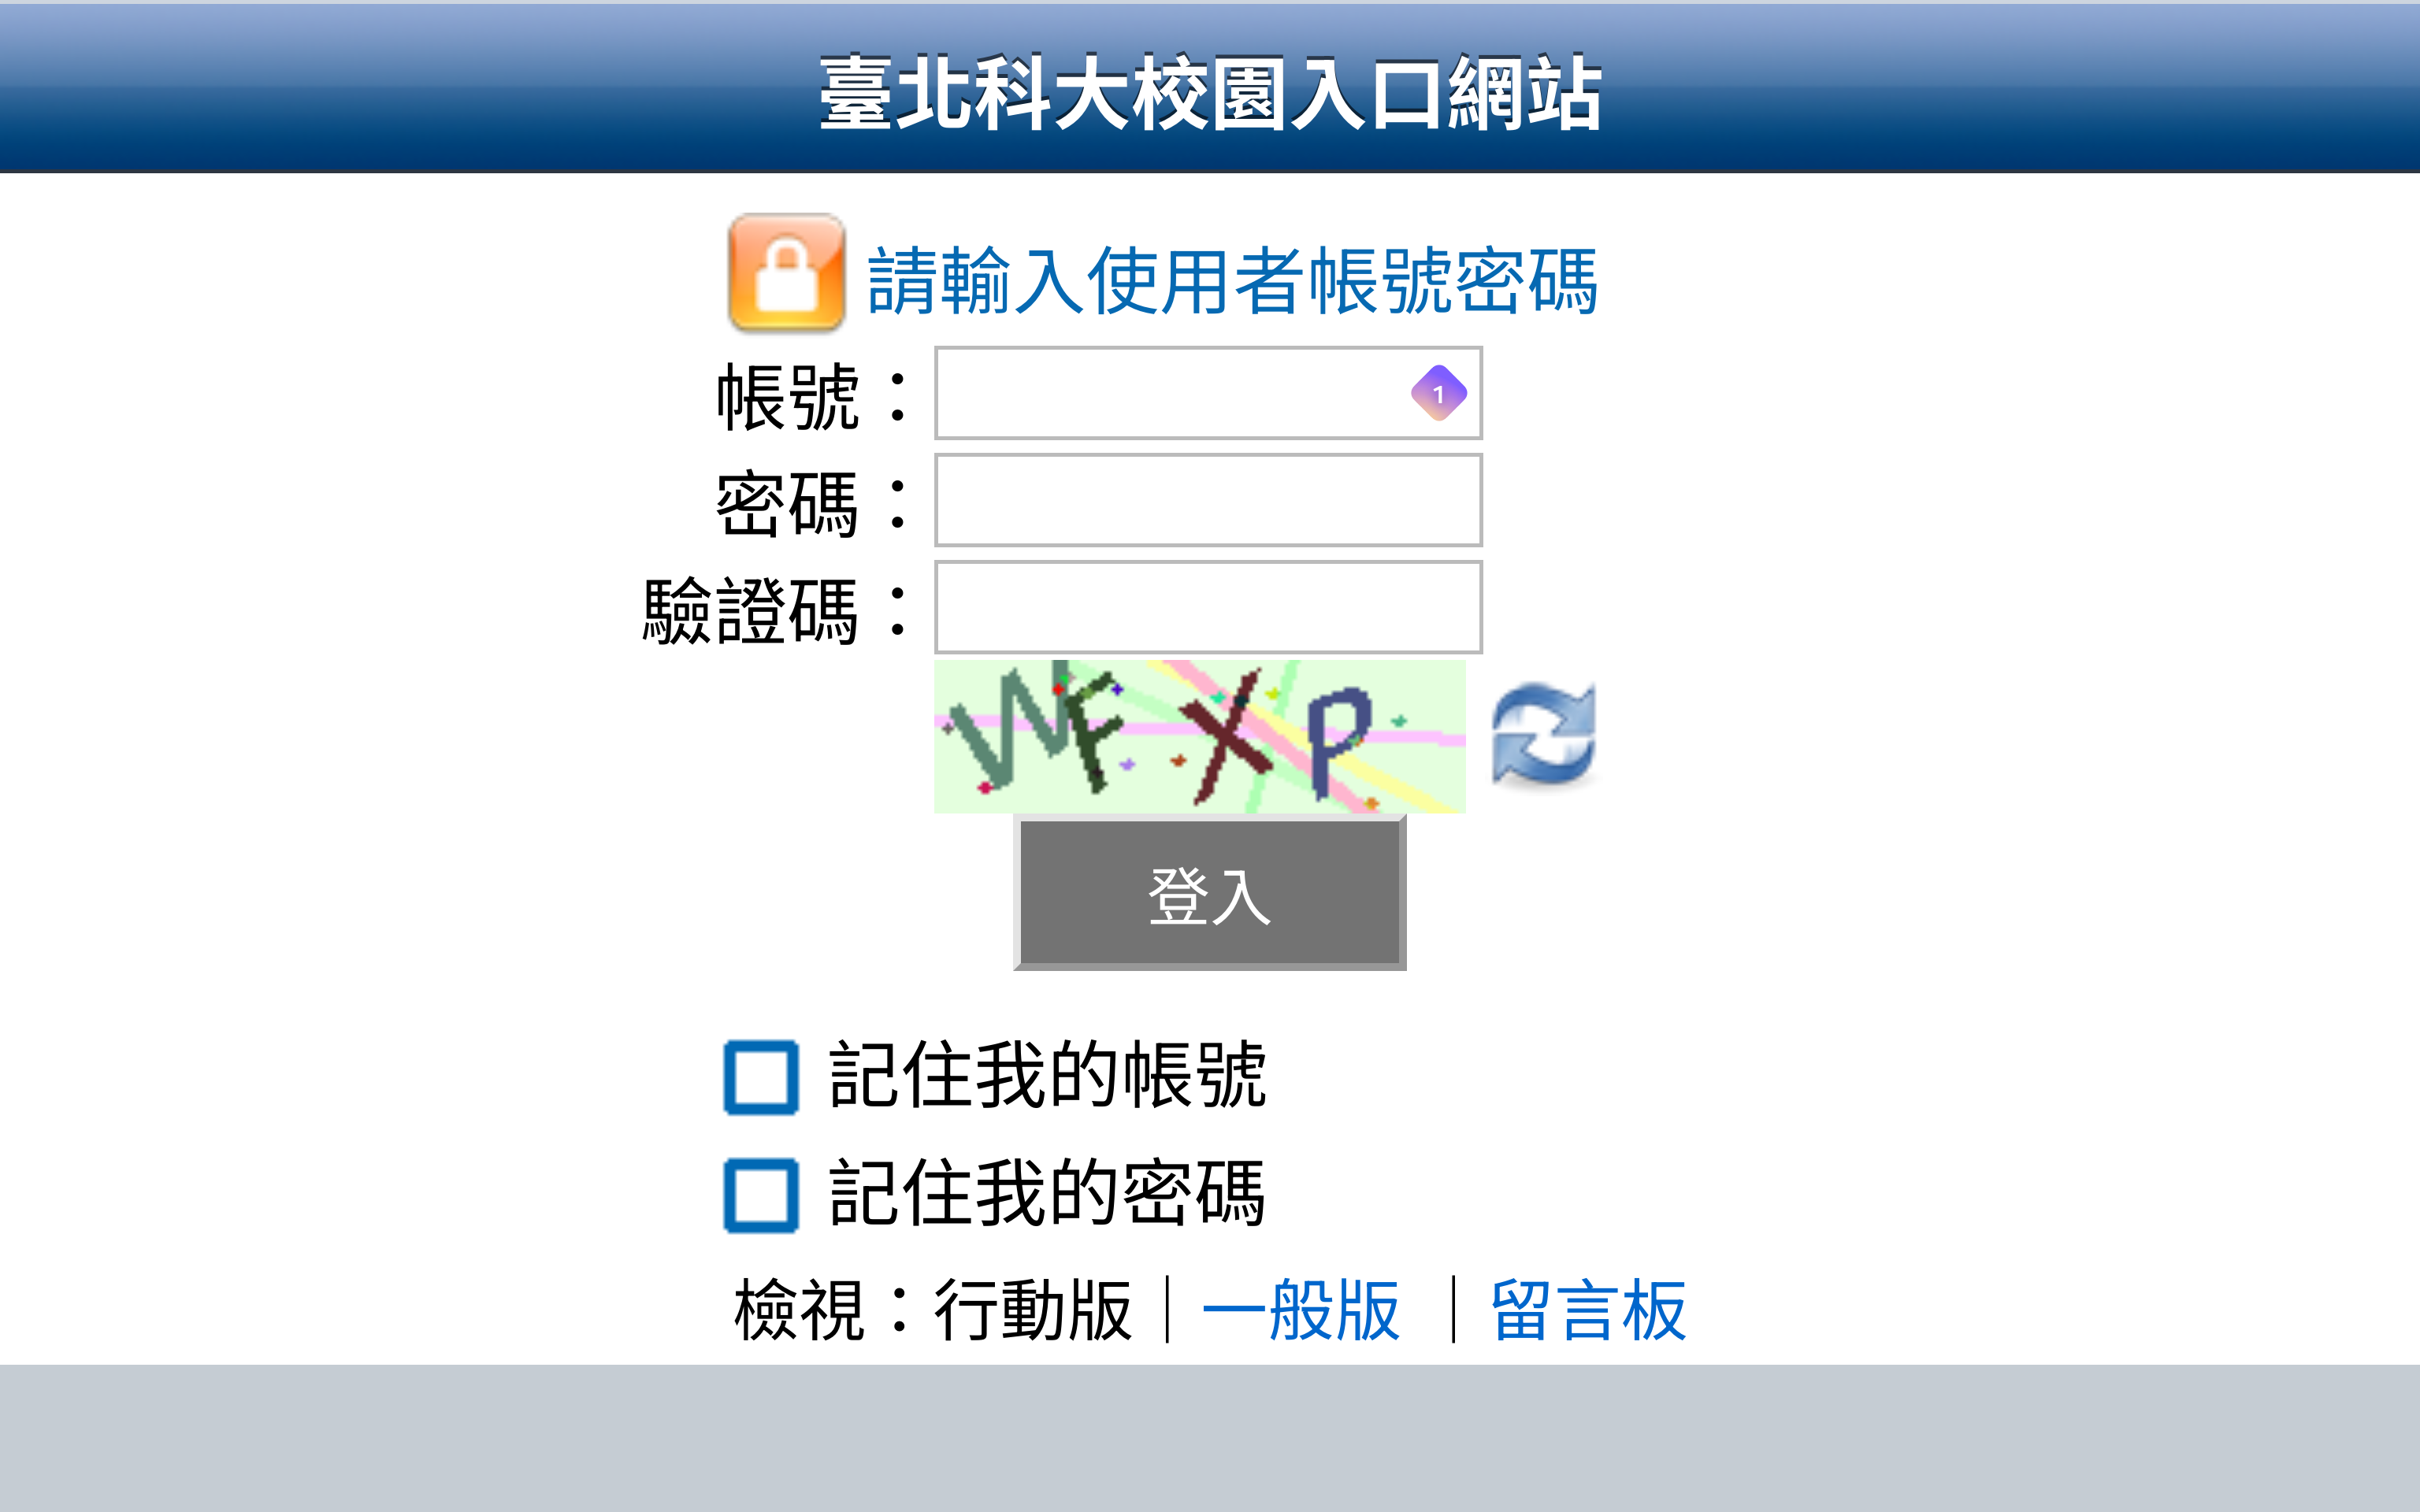 臺北科大校園入口網站
請輸入使用者帳號密碼
帳號：
密碼：
驗證碼：
登入
記住我的帳號
記住我的密碼
檢視：行動版｜一般版｜留言板